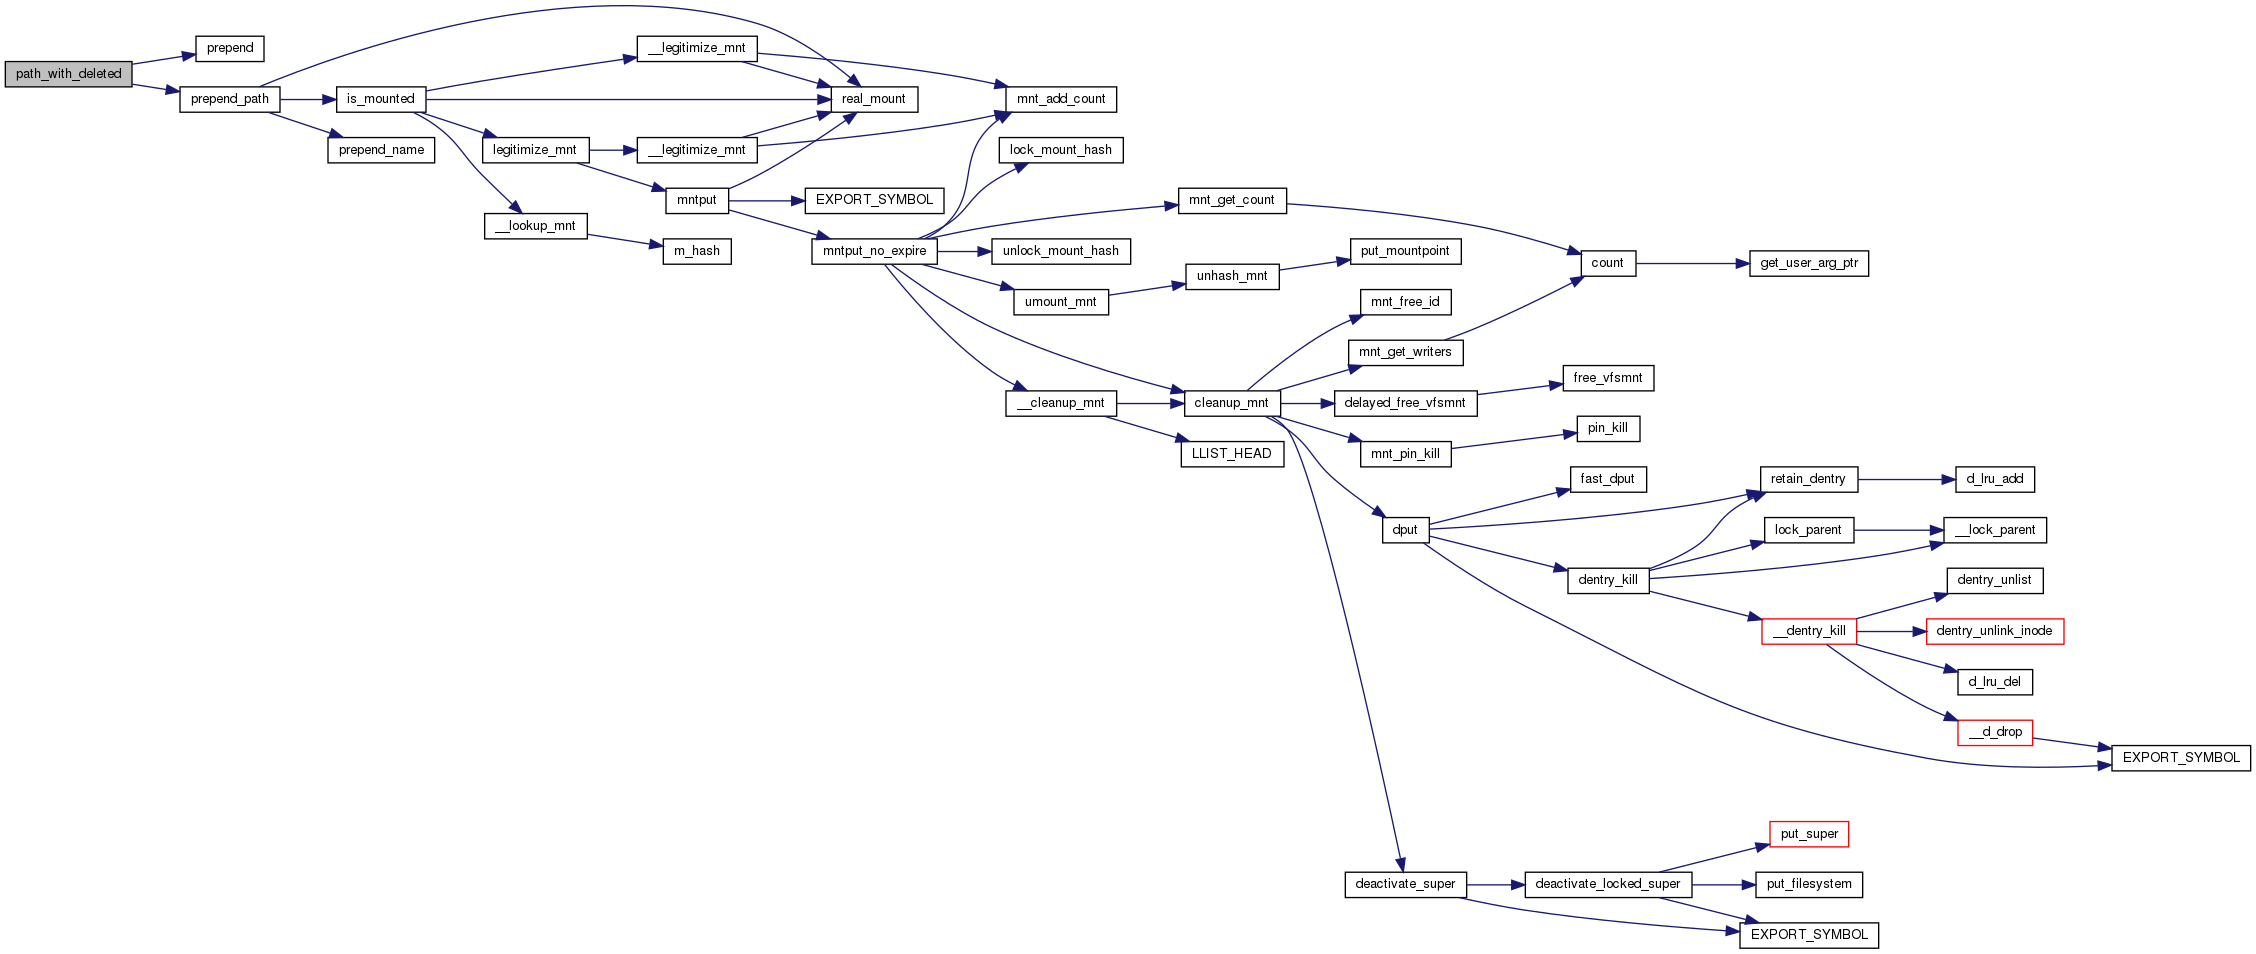 path_with_deleted
prepend
prepend_path
is_mounted
prepend_name
__legitimize_mnt
real_mount
mnt_add_count
legitimize_mnt
__legitimize_mnt
lock_mount_hash
mntput
EXPORT_SYMBOL
mnt_get_count
__lookup_mnt
m_hash
mntput_no_expire
unlock_mount_hash
put_mountpoint
count
get_user_arg_ptr
unhash_mnt
umount_mnt
mnt_free_id
mnt_get_writers
free_vfsmnt
__cleanup_mnt
cleanup_mnt
delayed_free_vfsmnt
pin_kill
LLIST_HEAD
mnt_pin_kill
fast_dput
retain_dentry
d_lru_add
dput
lock_parent
__lock_parent
dentry_kill
dentry_unlist
__dentry_kill
dentry_unlink_inode
d_lru_del
__d_drop
EXPORT_SYMBOL
put_super
deactivate_super
deactivate_locked_super
put_filesystem
EXPORT_SYMBOL